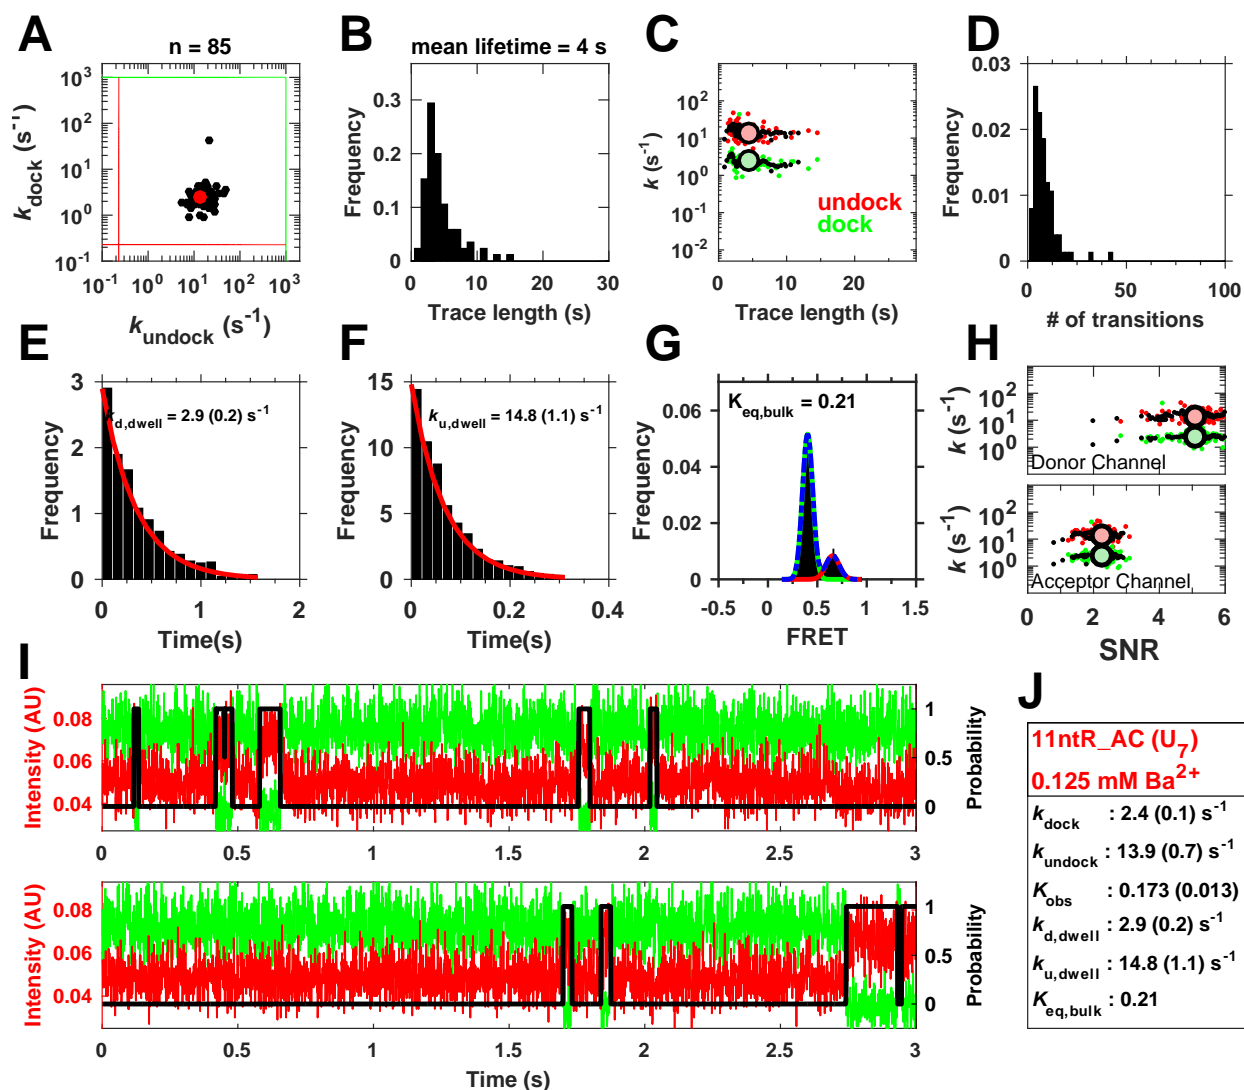 A
n = 85
10^3
10^2
10^1
10^0
10^-1
k_dock (s^-1)
10^-1 10^0 10^1 10^2 10^3
k_undock (s^-1)
B
mean lifetime = 4 s
0.3
0.2
0.1
0
Frequency
0 10 20 30
Trace length (s)
C
10^2
10^1
10^0
10^-1
10^-2
k (s^-1)
undock
dock
0 10 20
Trace length (s)
D
0.03
0.02
0.01
0
Frequency
0 50 100
# of transitions
E
3
2
1
0
Frequency
k_d,dwell = 2.9 (0.2) s^-1
0 1 2
Time(s)
F
15
10
5
0
Frequency
k_u,dwell = 14.8 (1.1) s^-1
0 0.2 0.4
Time(s)
G
0.06
0.04
0.02
0
Frequency
K_eq,bulk = 0.21
-0.5 0 0.5 1 1.5
FRET
H
10^2
10^1
10^0
k (s^-1)
Donor Channel
10^2
10^1
10^0
k (s^-1)
Acceptor Channel
0 2 4 6
SNR
I
0.08
0.06
0.04
Intensity (AU)
1
0.5
0
Probability
0 0.5 1 1.5 2 2.5 3
0.08
0.06
0.04
Intensity (AU)
1
0.5
0
Probability
0 0.5 1 1.5 2 2.5 3
Time (s)
J
11ntR_AC (U_7)
0.125 mM Ba^2+
k_dock : 2.4 (0.1) s^-1
k_undock : 13.9 (0.7) s^-1
K_obs : 0.173 (0.013)
k_d,dwell : 2.9 (0.2) s^-1
k_u,dwell : 14.8 (1.1) s^-1
K_eq,bulk : 0.21